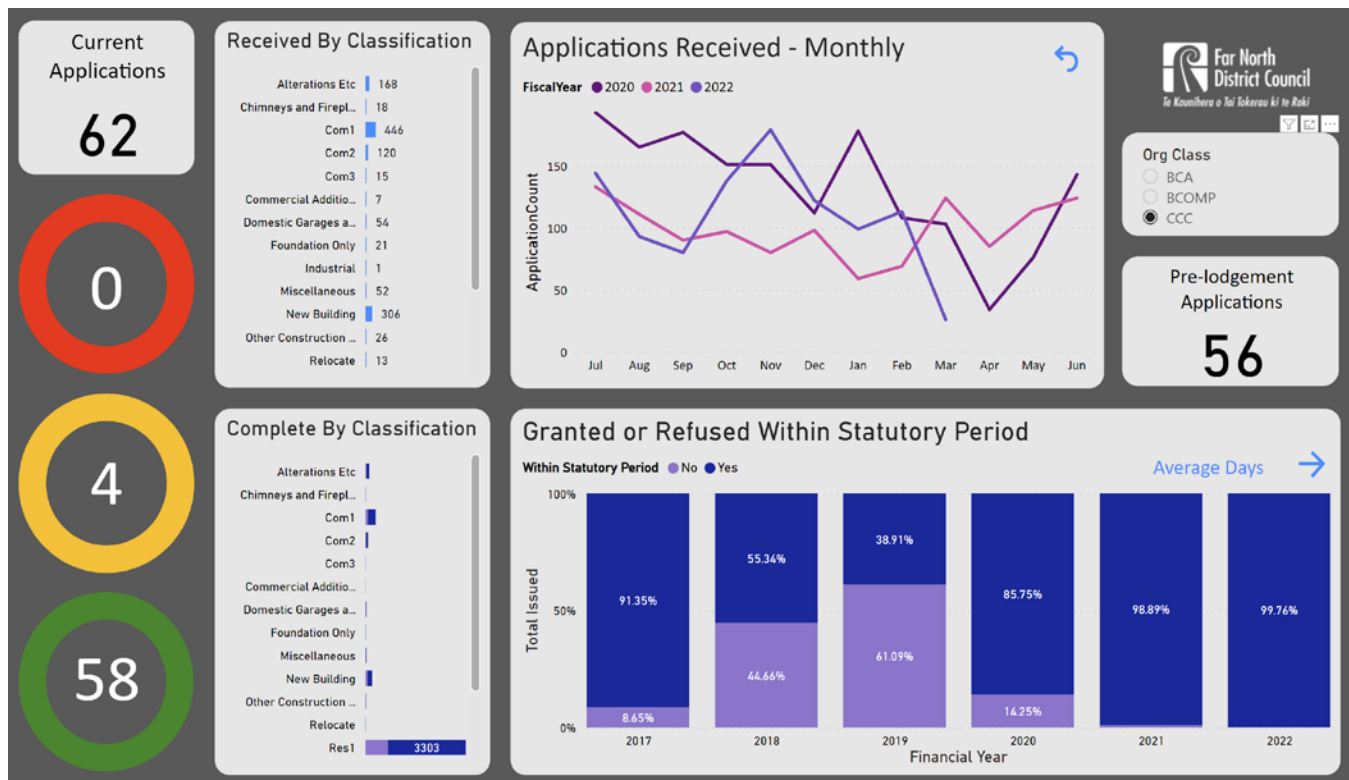 Current
Applications
62
0
4
58
Received By Classification
Alterations Etc 168
Chimneys and Firepl... 18
Com1 446
Com2 120
Com3 15
Commercial Additio... 7
Domestic Garages a... 54
Foundation Only 21
Industrial 1
Miscellaneous 52
New Building 306
Other Construction ... 26
Relocate 13
Complete By Classification
Alterations Etc
Chimneys and Firepl...
Com1
Com2
Com3
Commercial Additio...
Domestic Garages a...
Foundation Only
Miscellaneous
New Building
Other Construction ...
Relocate
Res1 3303
Applications Received - Monthly
FiscalYear 2020 2021 2022
ApplicationCount
150
100
50
0
Jul Aug Sep Oct Nov Dec Jan Feb Mar Apr May Jun
Far North
District Council
Te Kaunihera o Tai Tokerau ki te Raki
Org Class
BCA
BCOMP
CCC
Pre-lodgement
Applications
56
Granted or Refused Within Statutory Period
Within Statutory Period No Yes
Average Days
Total Issued
100%
50%
0%
91.35% 55.34% 38.91% 85.75% 98.89% 99.76%
8.65% 44.66% 61.09% 14.25%
2017 2018 2019 2020 2021 2022
Financial Year